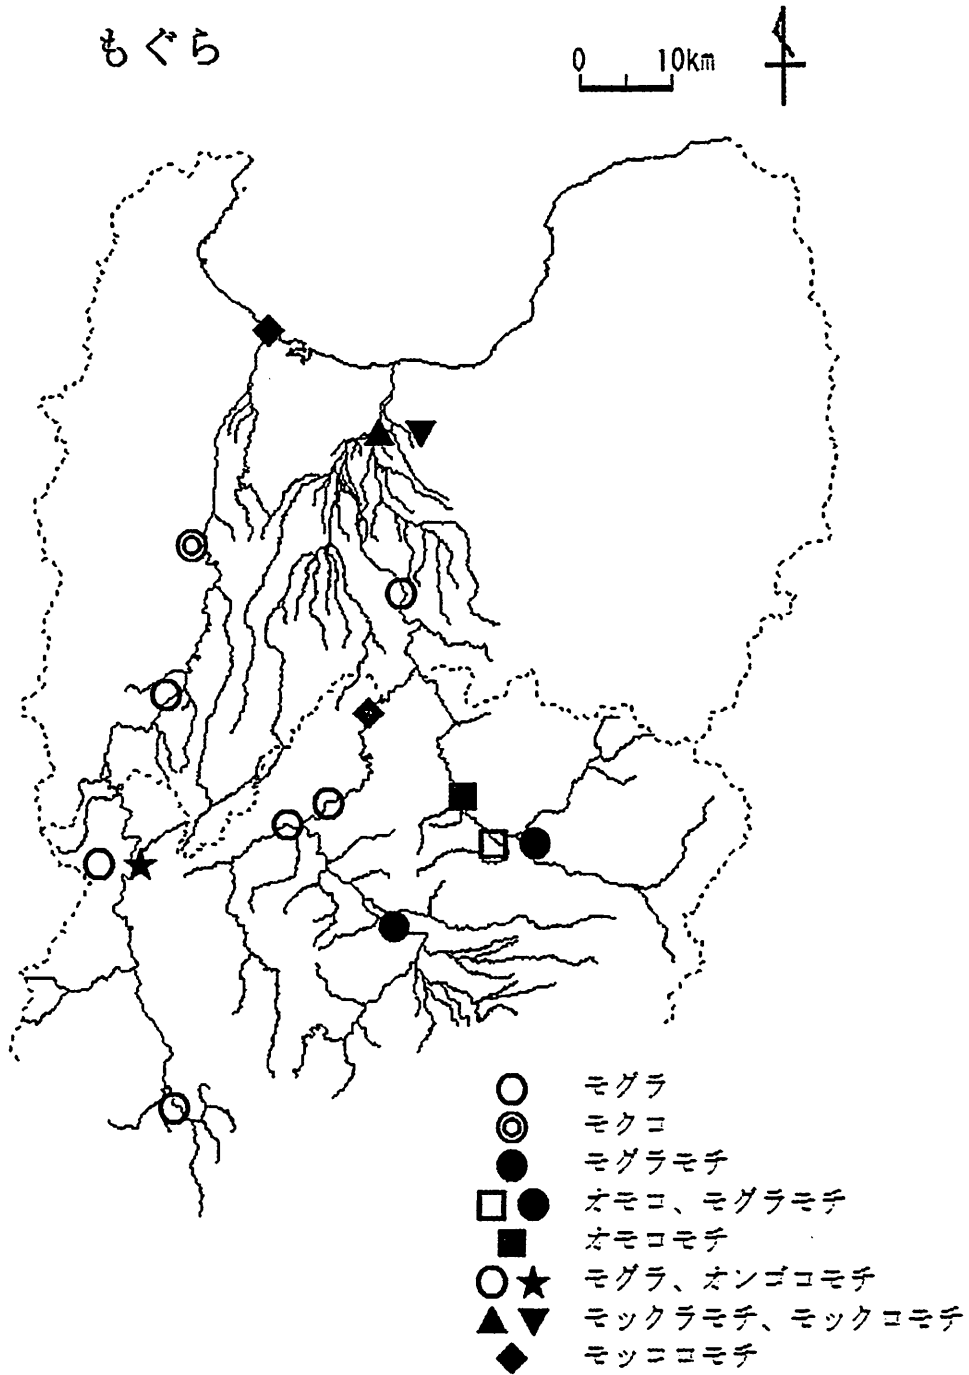 もぐら
0 10km
モグラ
モクコ
モグラモチ
オモコ、モグラモチ
オモコモチ
モグラ、オンゴコモチ
モックラモチ、モックコモチ
モッココモチ